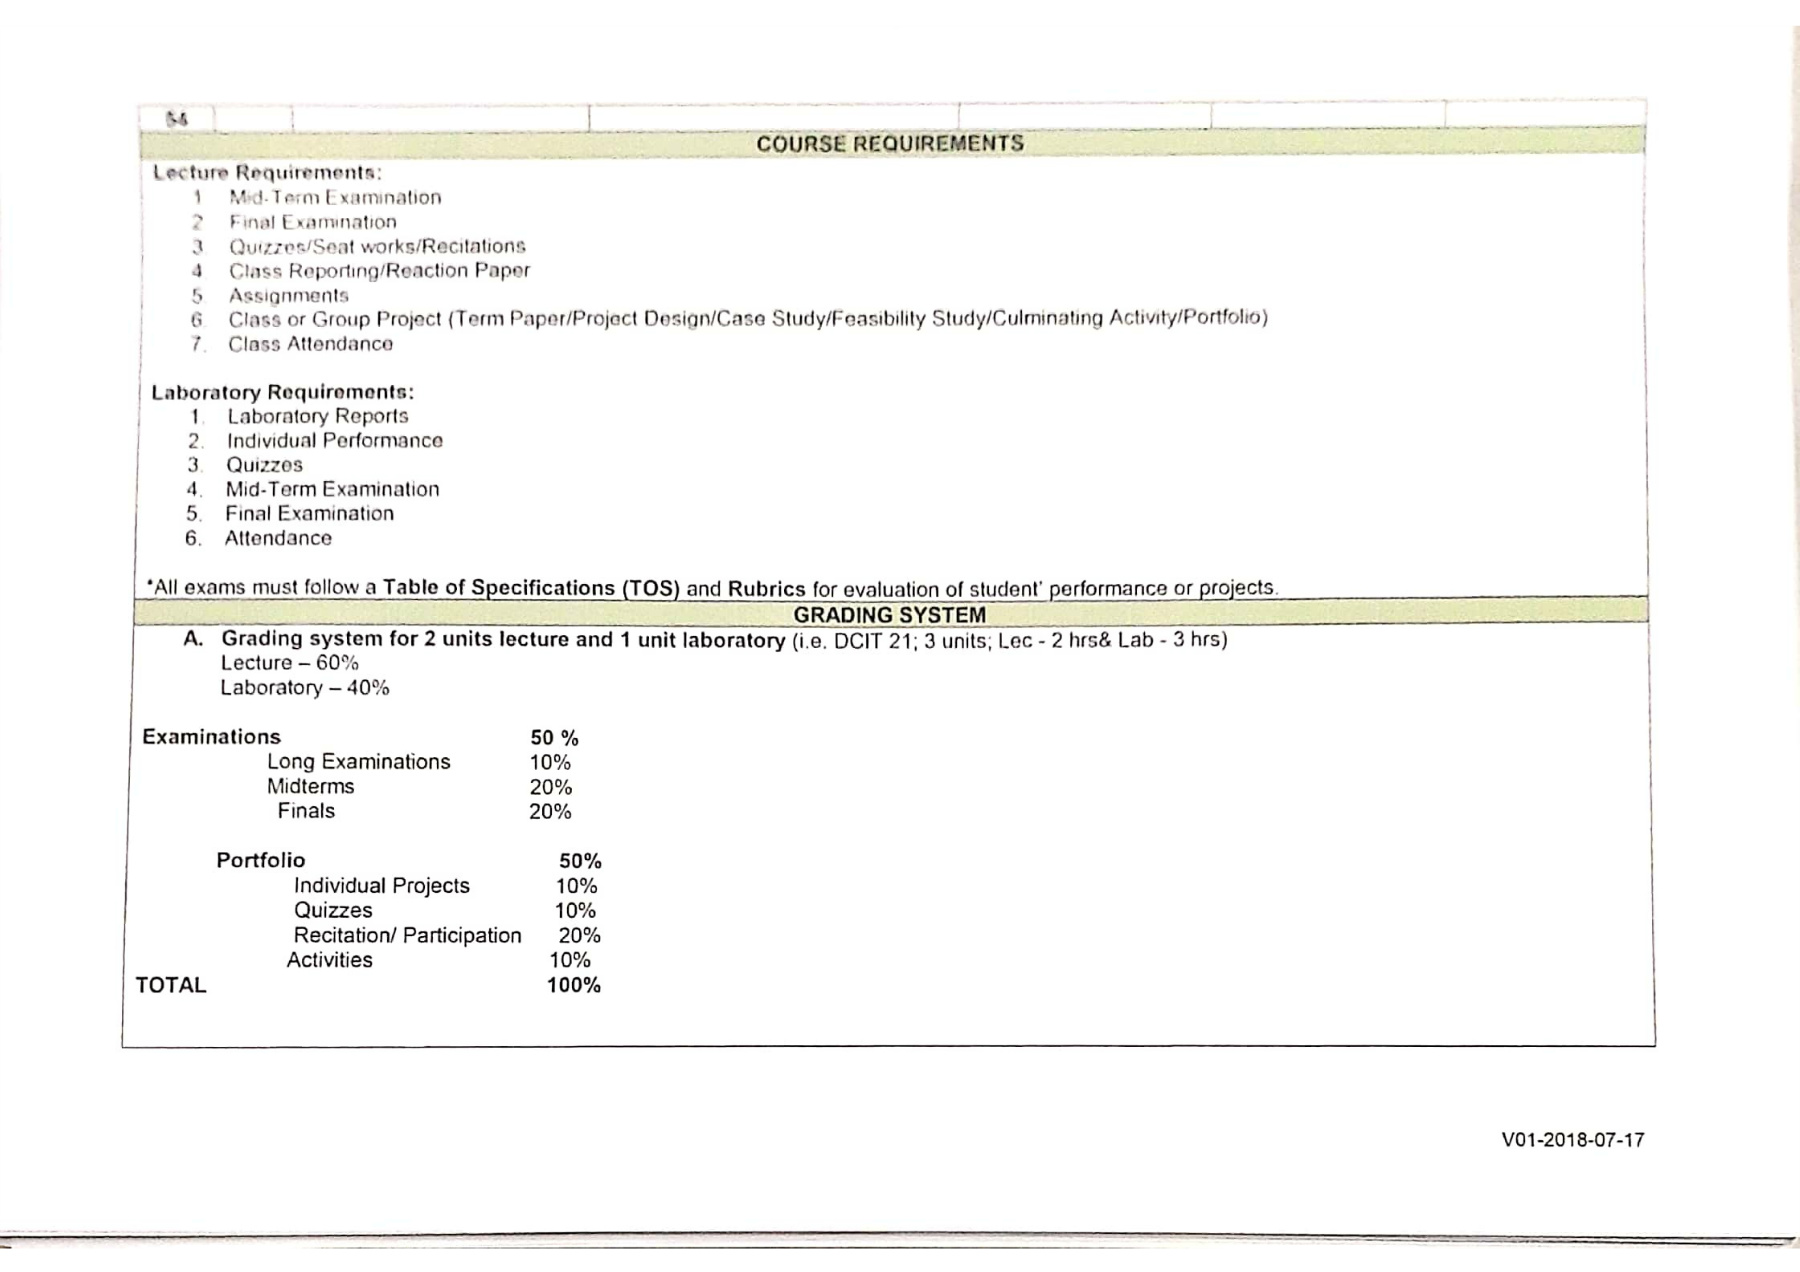 54
COURSE REQUIREMENTS
Lecture Requirements:
1 Mid-Term Examination
2 Final Examination
3 Quizzes/Seat works/Recitations
4 Class Reporting/Reaction Paper
5 Assignments
6. Class or Group Project (Term Paper/Project Design/Case Study/Feasibility Study/Culminating Activity/Portfolio)
7. Class Attendance
Laboratory Requirements:
1. Laboratory Reports
2. Individual Performance
3. Quizzes
4. Mid-Term Examination
5. Final Examination
6. Attendance
*All exams must follow a Table of Specifications (TOS) and Rubrics for evaluation of student' performance or projects.
GRADING SYSTEM
A. Grading system for 2 units lecture and 1 unit laboratory (i.e. DCIT 21; 3 units; Lec - 2 hrs& Lab - 3 hrs)
Lecture – 60%
Laboratory – 40%
Examinations 50 %
Long Examinations 10%
Midterms 20%
Finals 20%
Portfolio 50%
Individual Projects 10%
Quizzes 10%
Recitation/ Participation 20%
Activities 10%
TOTAL 100%
V01-2018-07-17